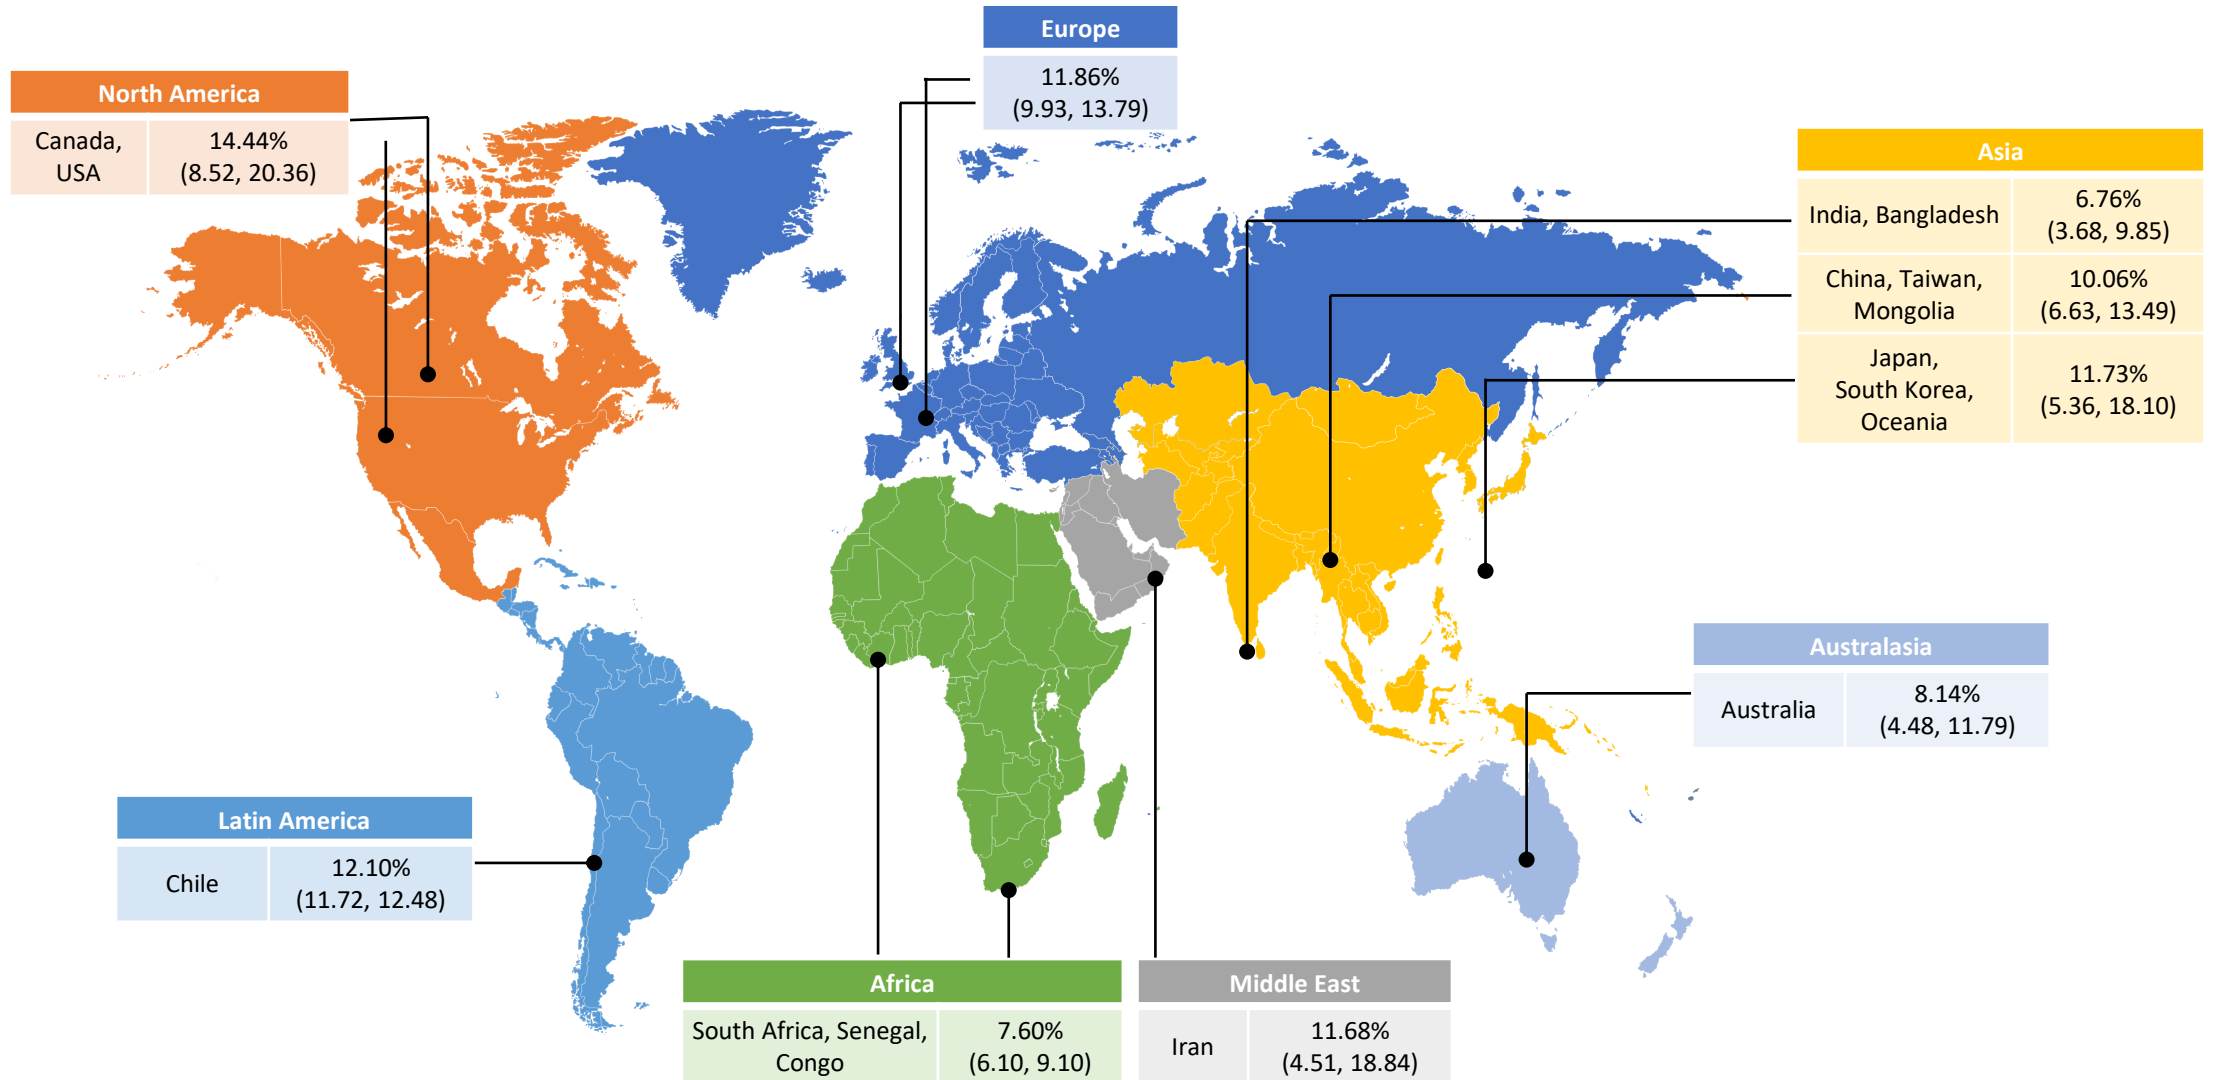 Europe
11.86%
(9.93, 13.79)
North America
Canada,
USA
14.44%
(8.52, 20.36)
Asia
India, Bangladesh
6.76%
(3.68, 9.85)
China, Taiwan,
Mongolia
10.06%
(6.63, 13.49)
Japan,
South Korea,
Oceania
11.73%
(5.36, 18.10)
Australasia
Australia
8.14%
(4.48, 11.79)
Latin America
Chile
12.10%
(11.72, 12.48)
Africa
South Africa, Senegal,
Congo
7.60%
(6.10, 9.10)
Middle East
Iran
11.68%
(4.51, 18.84)